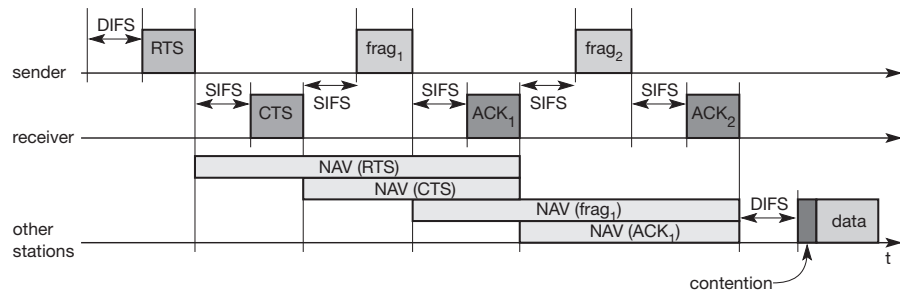 DIFS
RTS
frag1
frag2
sender
SIFS
SIFS
SIFS
SIFS
SIFS
CTS
ACK1
ACK2
receiver
NAV (RTS)
NAV (CTS)
NAV (frag1)
NAV (ACK1)
DIFS
data
other
stations
t
contention